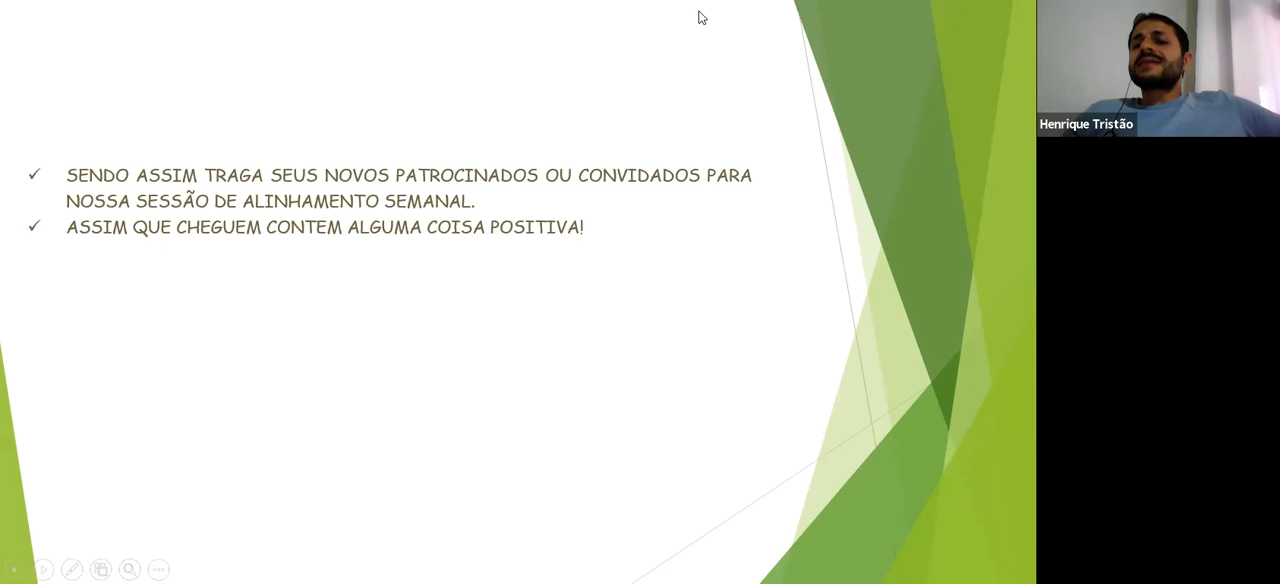 SENDO ASSIM TRAGA SEUS NOVOS PATROCINADOS OU CONVIDADOS PARA
NOSSA SESSÃO DE ALINHAMENTO SEMANAL.
ASSIM QUE CHEGUEM CONTEM ALGUMA COISA POSITIVA!
Henrique Tristão